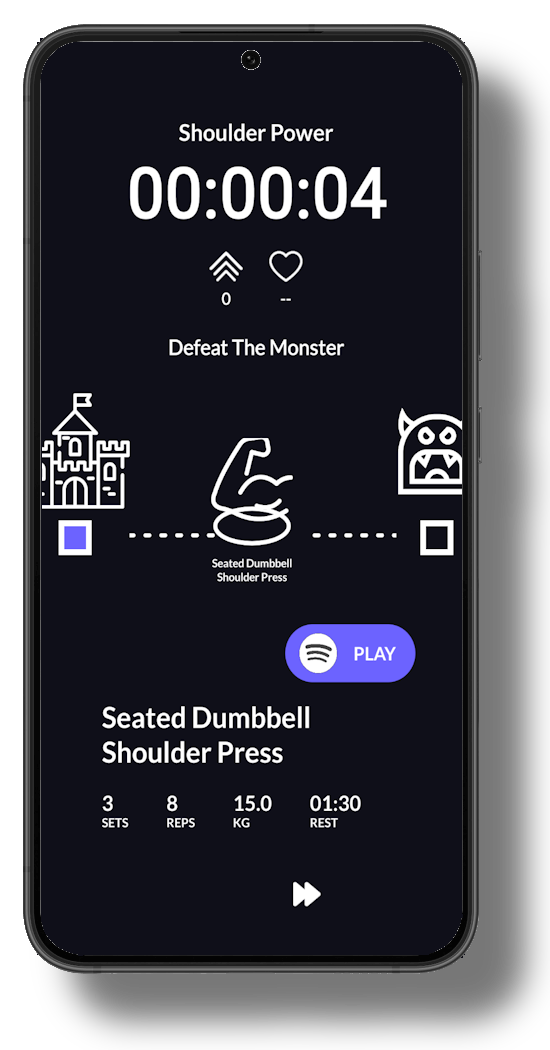 Shoulder Power
00:00:04
0 --
Defeat The Monster
Seated Dumbbell
Shoulder Press
PLAY
Seated Dumbbell
Shoulder Press
3 8 15.0 01:30
SETS REPS KG REST